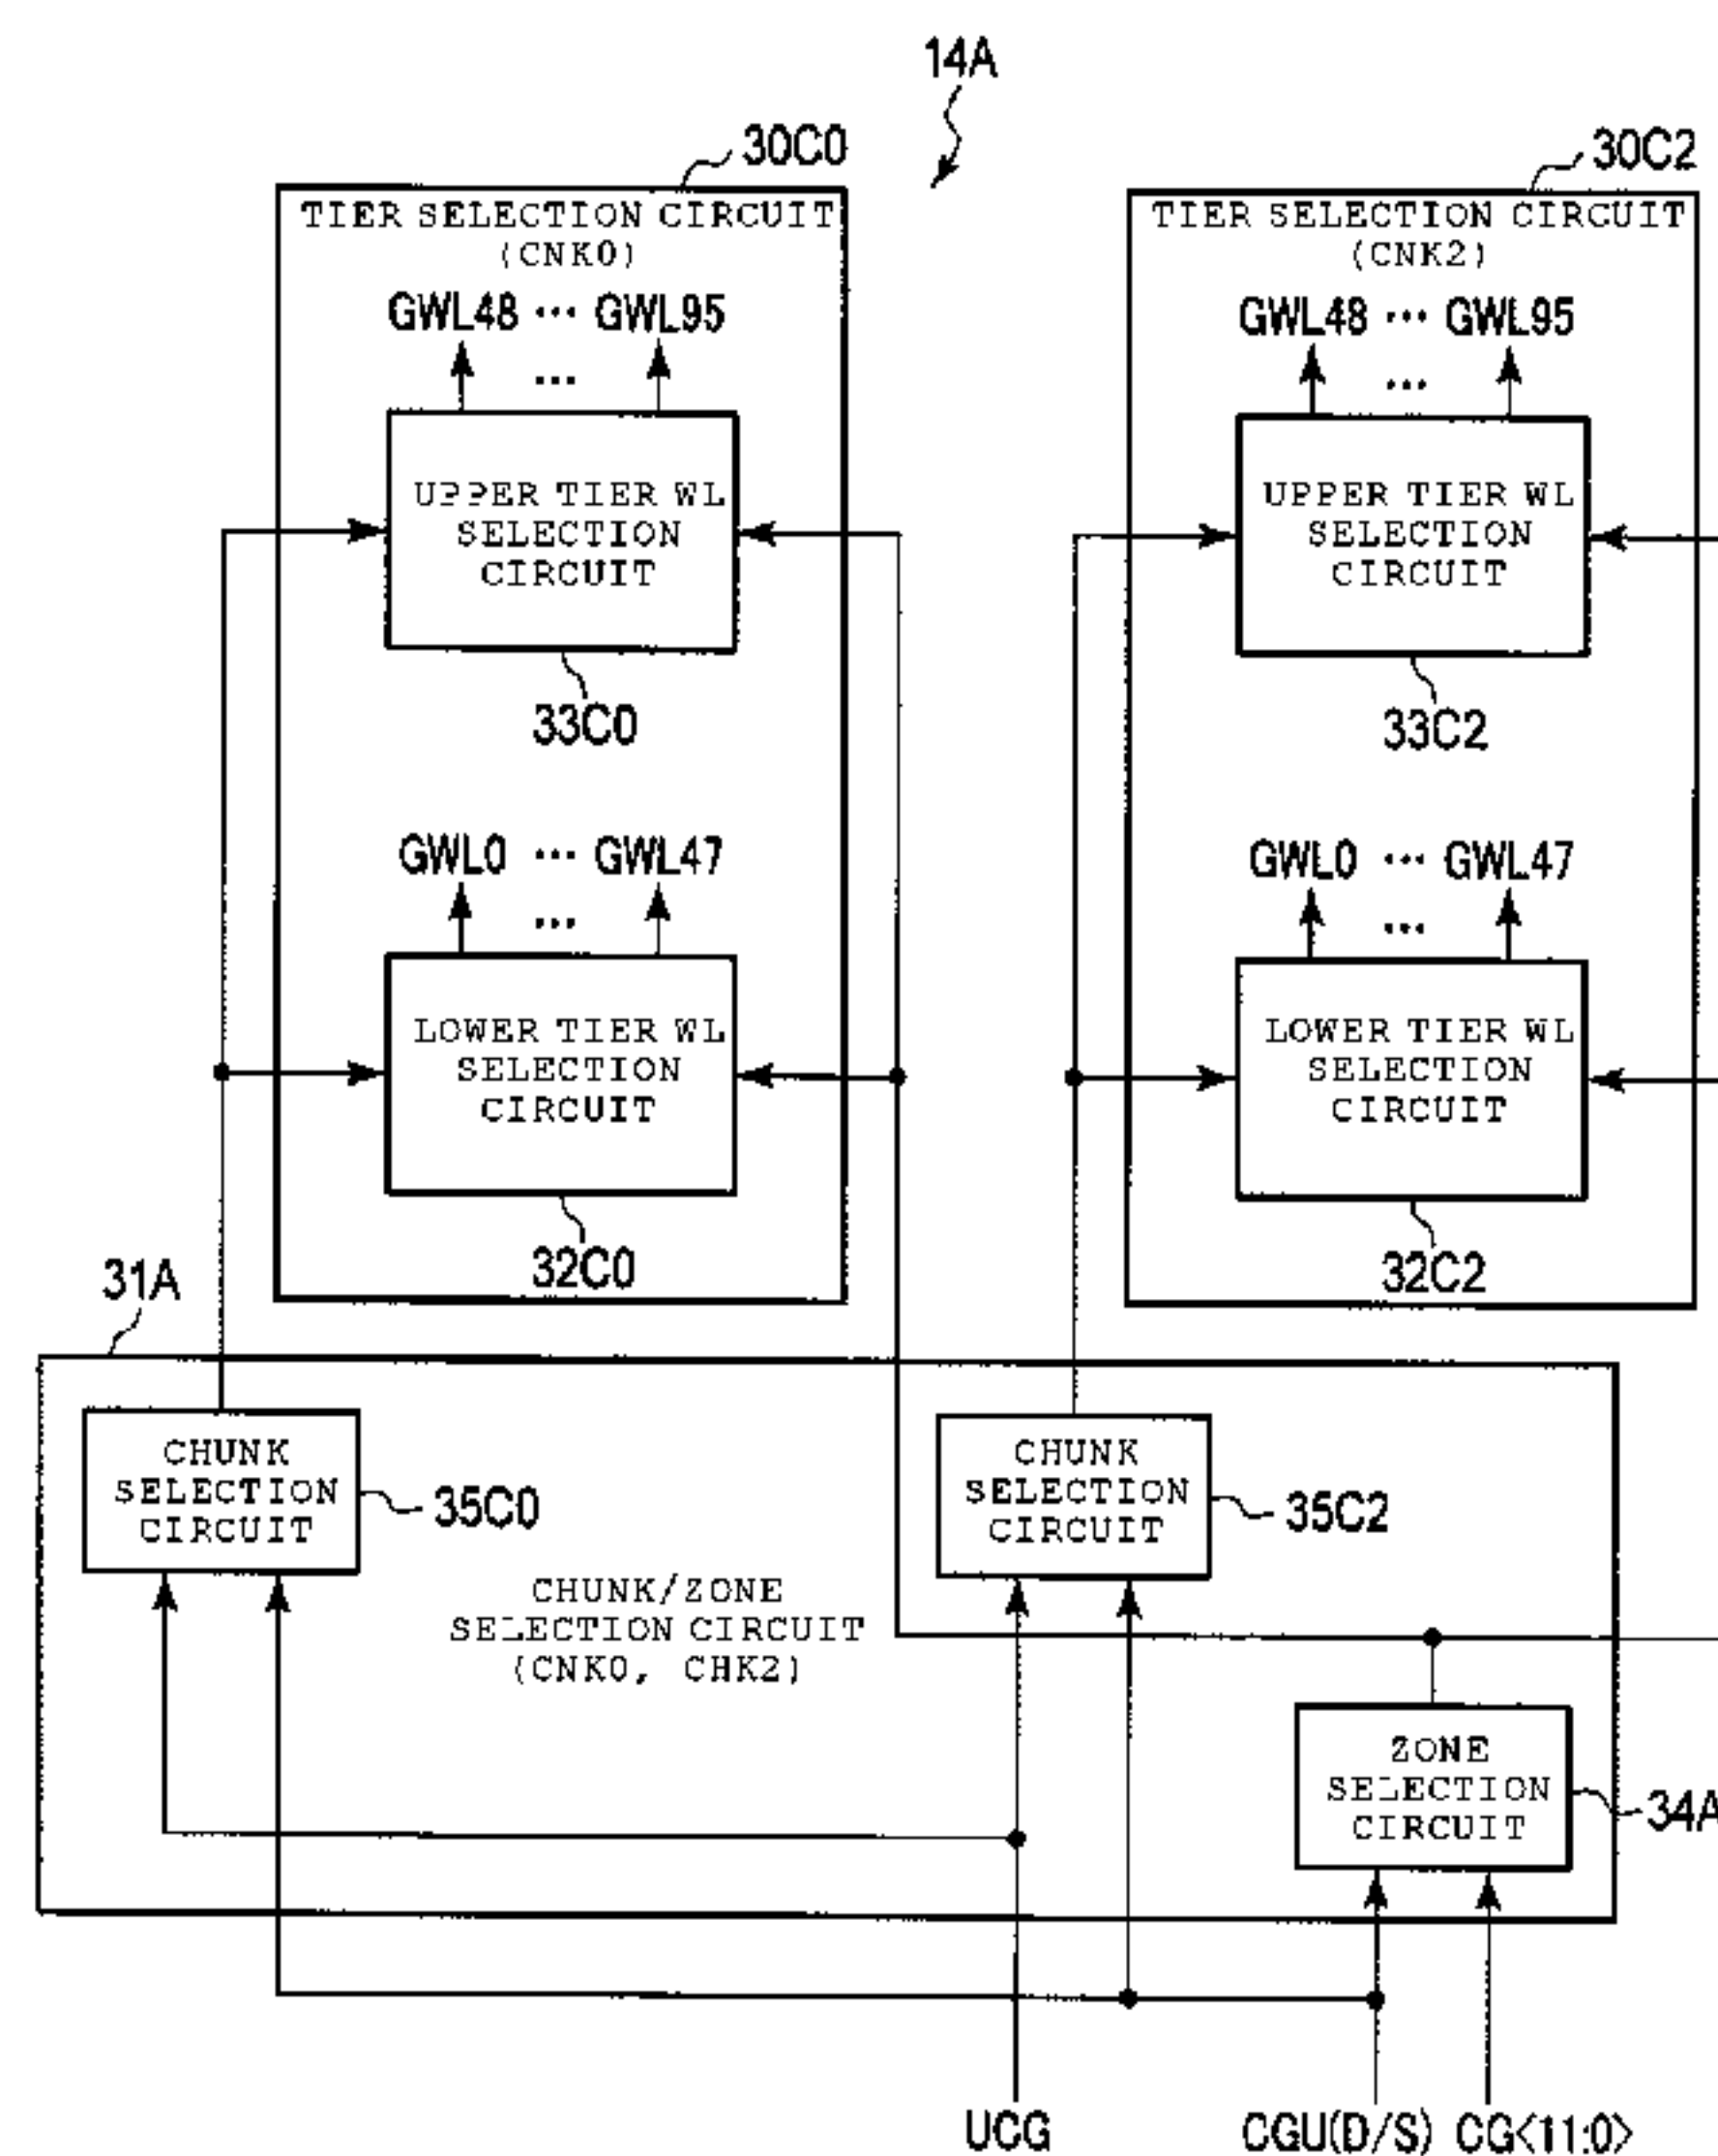 14A
30C0
30C2
TIER SELECTION CIRCUIT
(CNK0)
TIER SELECTION CIRCUIT
(CNK2)
GWL48 ··· GWL95
...
GWL48 ··· GWL95
...
UPPER TIER WL
SELECTION
CIRCUIT
UPPER TIER WL
SELECTION
CIRCUIT
33C0
33C2
GWL0 ··· GWL47
...
GWL0 ··· GWL47
...
LOWER TIER WL
SELECTION
CIRCUIT
LOWER TIER WL
SELECTION
CIRCUIT
32C0
32C2
31A
CHUNK
SELECTION
CIRCUIT
35C0
CHUNK
SELECTION
CIRCUIT
35C2
CHUNK/ZONE
SELECTION CIRCUIT
(CNK0, CHK2)
ZONE
SELECTION
CIRCUIT
34A
UCG
CGU(D/S)
CG<11:0>